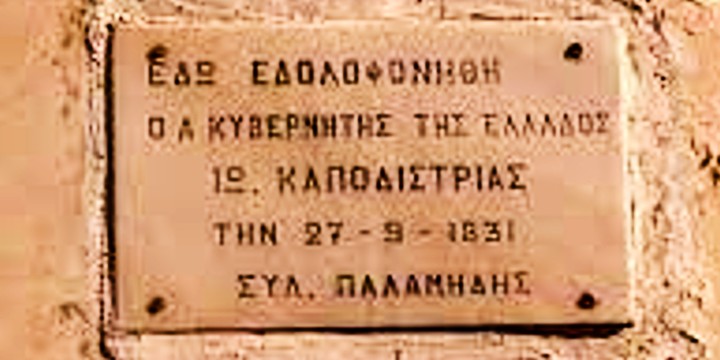 ΕΔΩ ΕΔΟΛΟΦΟΝΗΘΗ
Ο Α ΚΥΒΕΡΝΗΤΗΣ ΤΗΣ ΕΛΛΑΔΟΣ
ΙΩ. ΚΑΠΟΔΙΣΤΡΙΑΣ
ΤΗΝ 27 - 9 - 1831
ΣΥΛ. ΠΑΛΑΜΗΔΗΣ